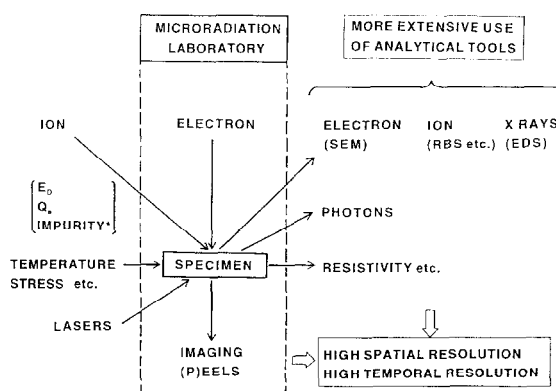 MICRORADIATION
LABORATORY
MORE EXTENSIVE USE
OF ANALYTICAL TOOLS
ION
ELECTRON
ELECTRON
(SEM)
ION
(RBS etc.)
X RAYS
(EDS)
IMPURITY*
PHOTONS
TEMPERATURE
STRESS etc.
SPECIMEN
RESISTIVITY etc.
LASERS
IMAGING
(P)EELS
HIGH SPATIAL RESOLUTION
HIGH TEMPORAL RESOLUTION